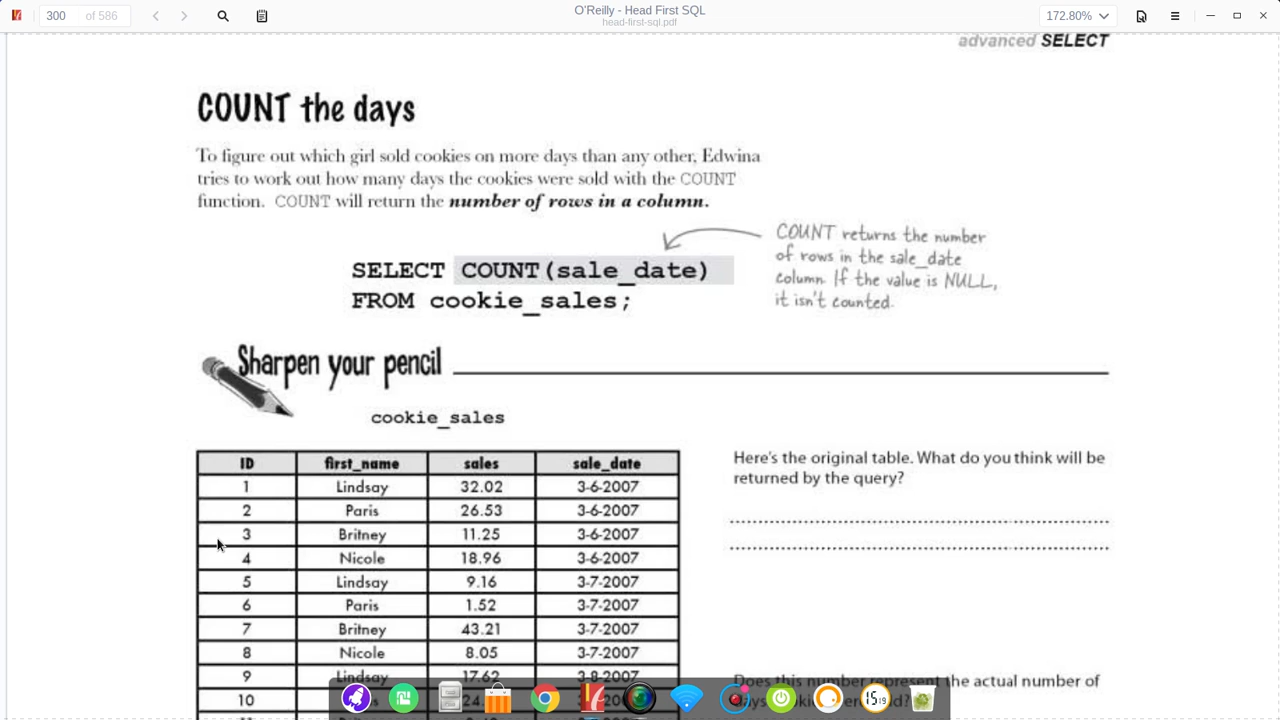 300 of 586
O'Reilly - Head First SQL
head-first-sql.pdf
172.80%
advanced SELECT
COUNT the days
To figure out which girl sold cookies on more days than any other, Edwina
tries to work out how many days the cookies were sold with the COUNT
function. COUNT will return the number of rows in a column.
COUNT returns the number
of rows in the sale_date
column. If the value is NULL,
it isn't counted.
SELECT COUNT(sale_date)
FROM cookie_sales;
Sharpen your pencil
cookie_sales
ID first_name sales sale_date
1 Lindsay 32.02 3-6-2007
2 Paris 26.53 3-6-2007
3 Britney 11.25 3-6-2007
4 Nicole 18.96 3-6-2007
5 Lindsay 9.16 3-7-2007
6 Paris 1.52 3-7-2007
7 Britney 43.21 3-7-2007
8 Nicole 8.05 3-7-2007
9 Lindsay 17.62 3-8-2007
10
Here's the original table. What do you think will be
returned by the query?
Does this number represent the actual number of